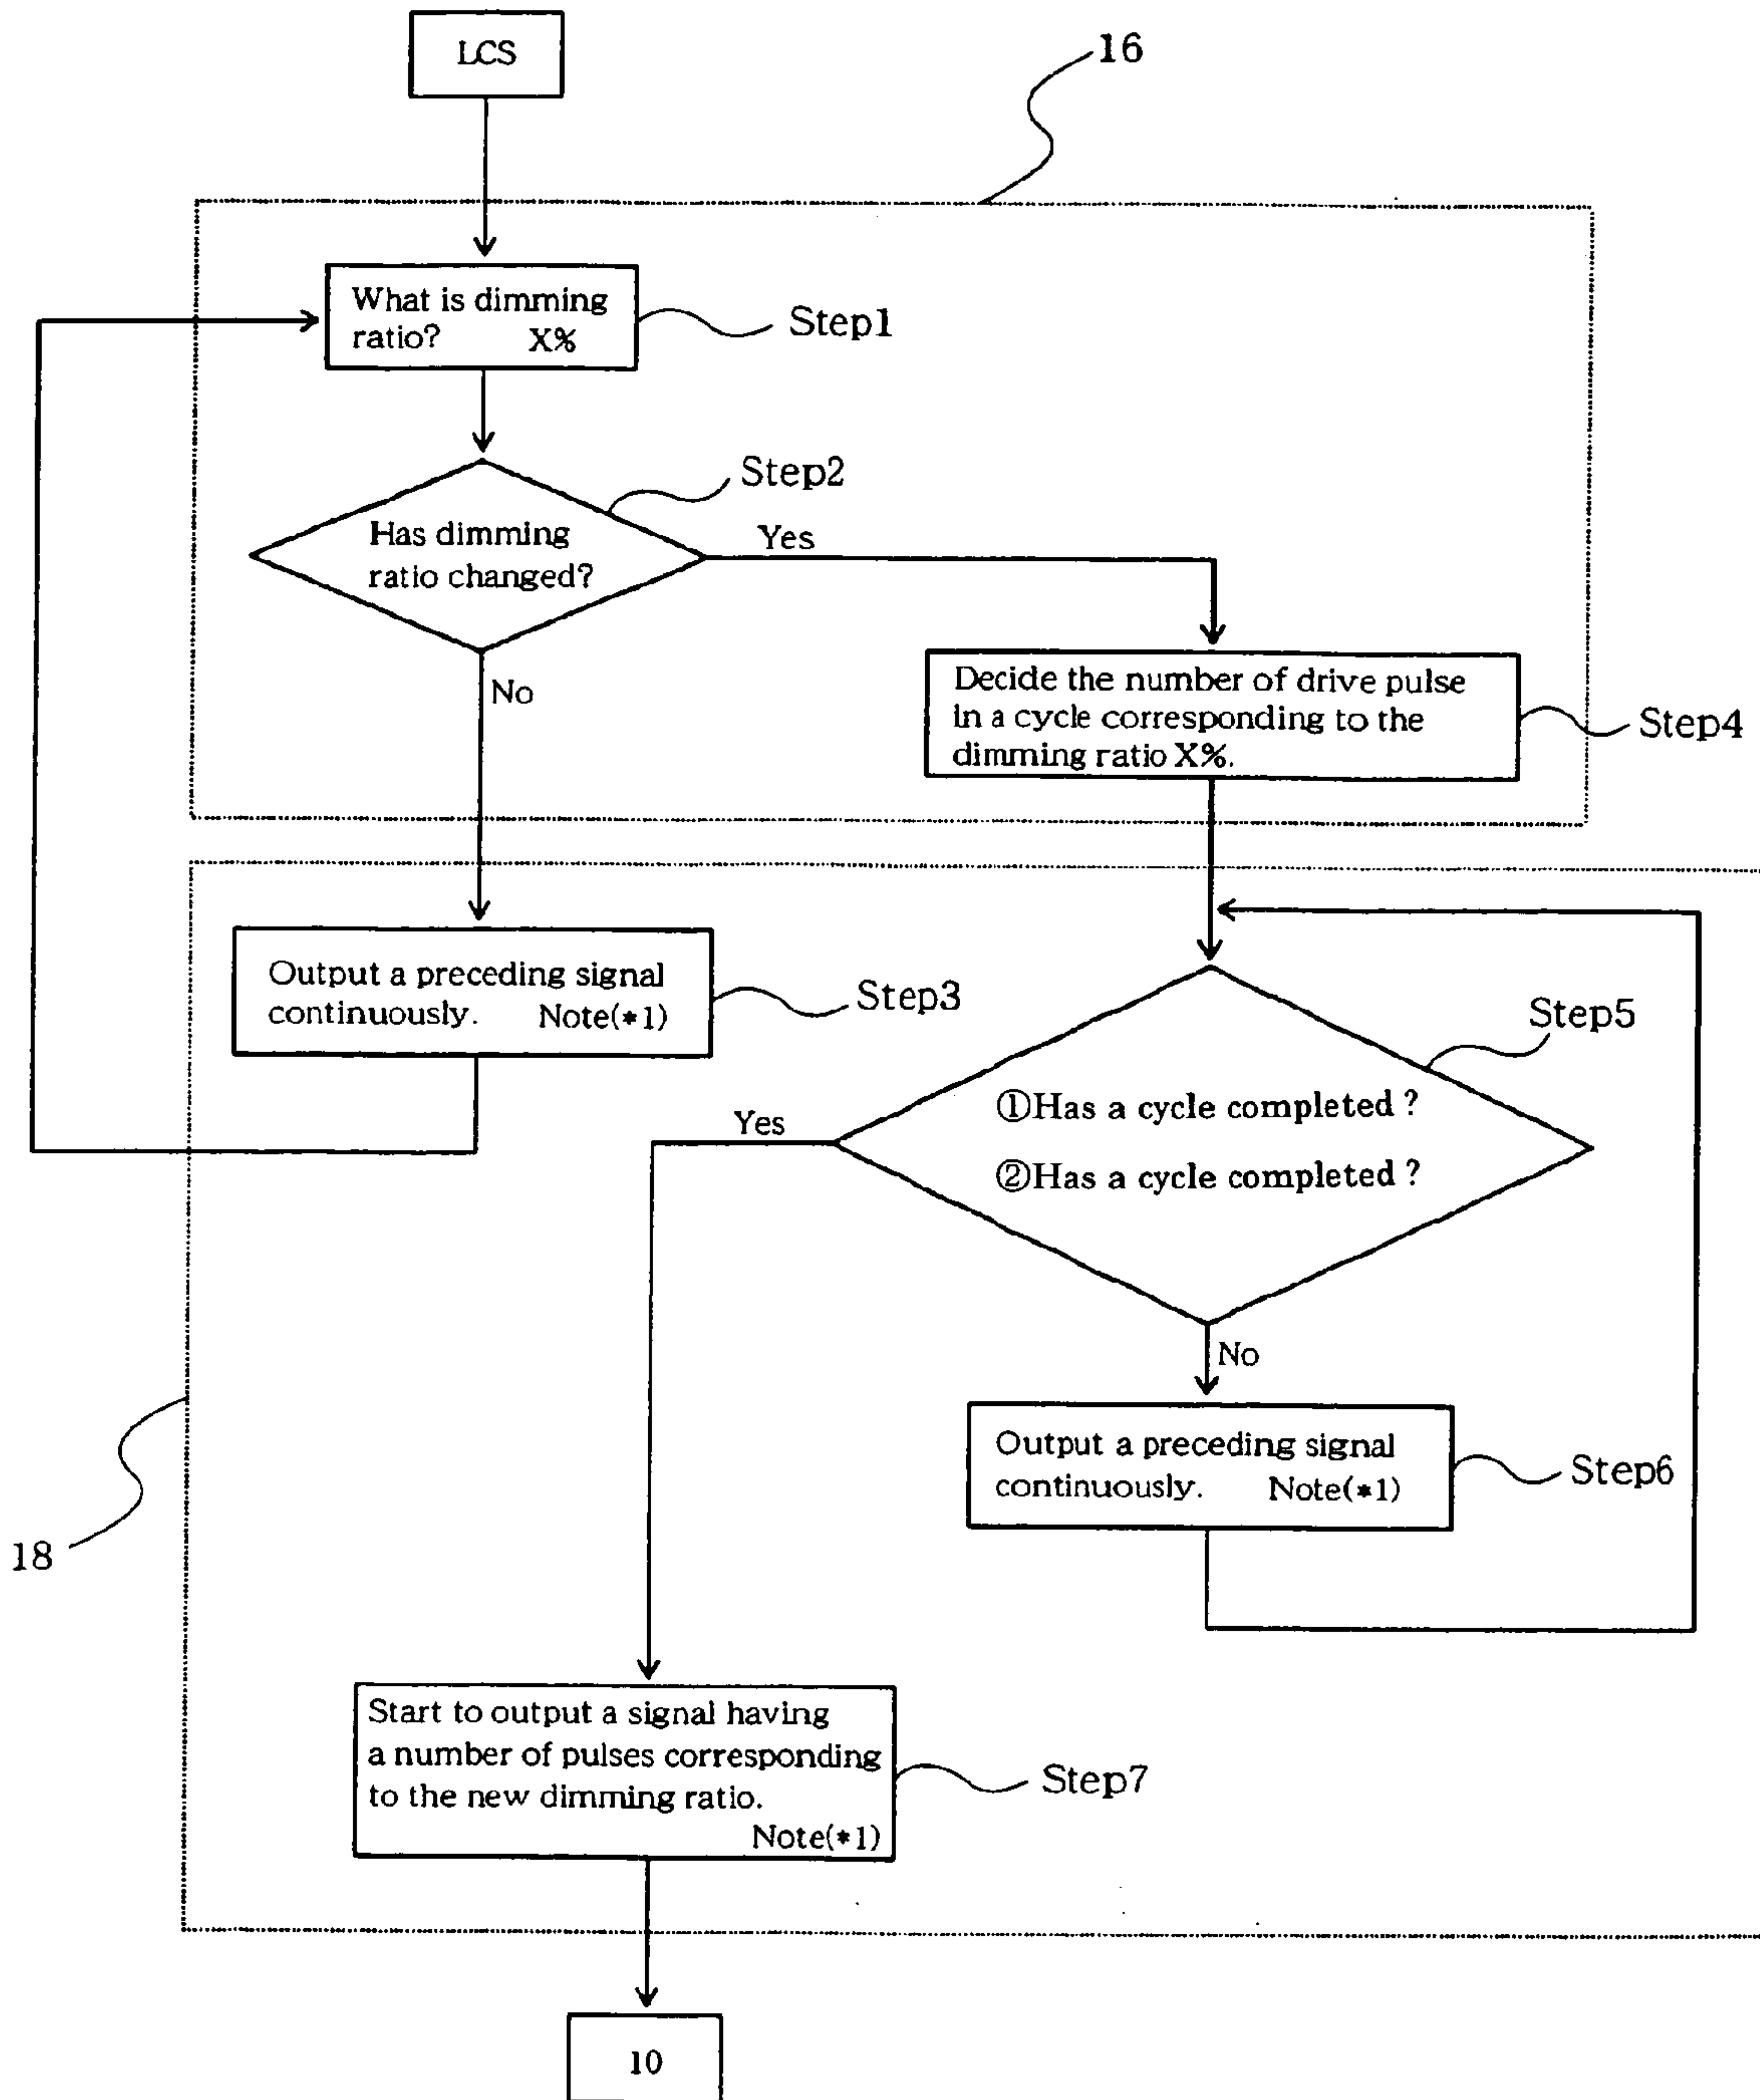 LCS
16
What is dimming
ratio? X%
Step1
Step2
Has dimming
ratio changed?
Yes
No
Decide the number of drive pulse
in a cycle corresponding to the
dimming ratio X%.
Step4
Output a preceding signal
continuously. Note(*1)
Step3
Step5
①Has a cycle completed ?
②Has a cycle completed ?
Yes
No
Output a preceding signal
continuously. Note(*1)
Step6
18
Start to output a signal having
a number of pulses corresponding
to the new dimming ratio.
Note(*1)
Step7
10